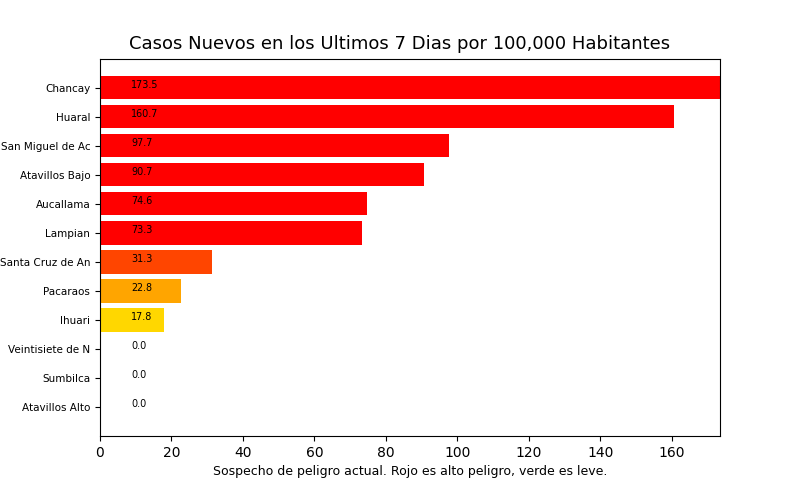 Casos Nuevos en los Ultimos 7 Dias por 100,000 Habitantes
Chancay 173.5
Huaral 160.7
San Miguel de Ac 97.7
Atavillos Bajo 90.7
Aucallama 74.6
Lampian 73.3
Santa Cruz de An 31.3
Pacaraos 22.8
Ihuari 17.8
Veintisiete de N 0.0
Sumbilca 0.0
Atavillos Alto 0.0
0 20 40 60 80 100 120 140 160
Sospecho de peligro actual. Rojo es alto peligro, verde es leve.